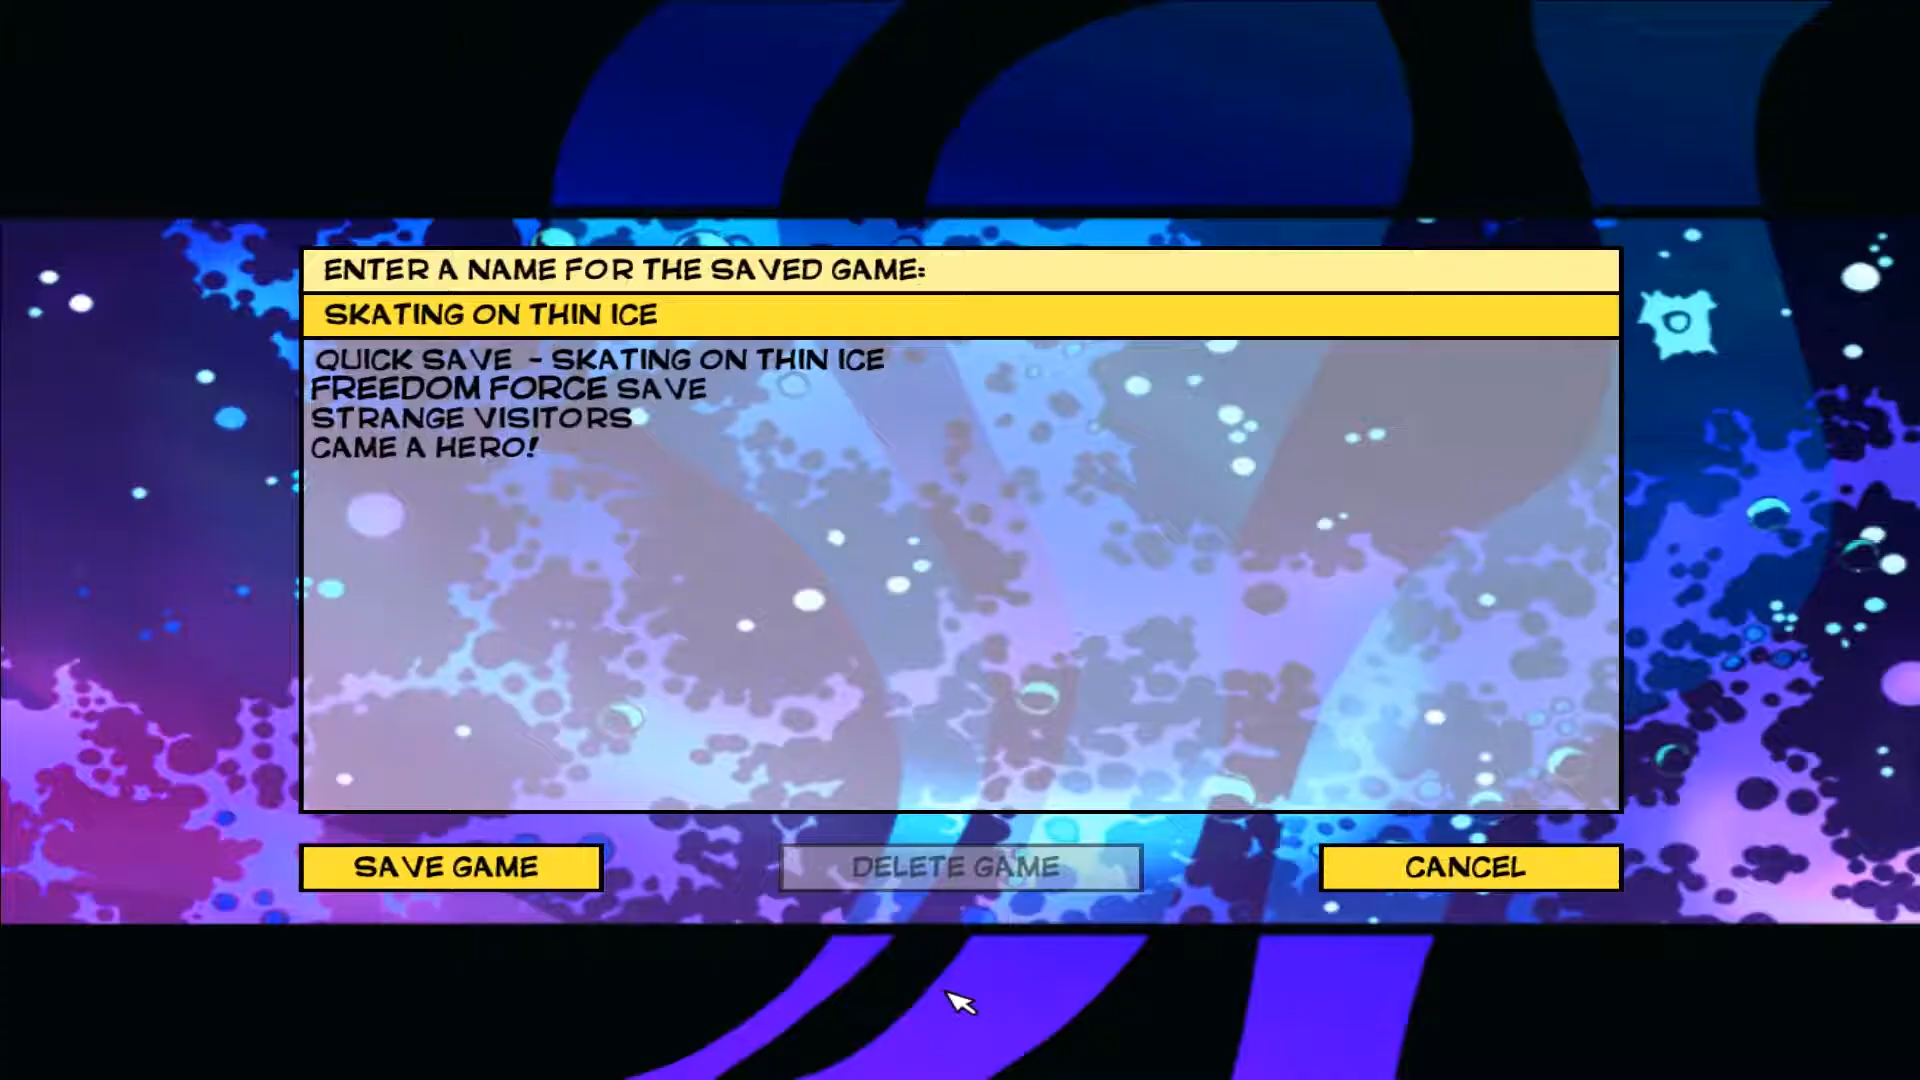 ENTER A NAME FOR THE SAVED GAME:
SKATING ON THIN ICE
QUICK SAVE - SKATING ON THIN ICE
FREEDOM FORCE SAVE
STRANGE VISITORS
CAME A HERO!
SAVE GAME
DELETE GAME
CANCEL